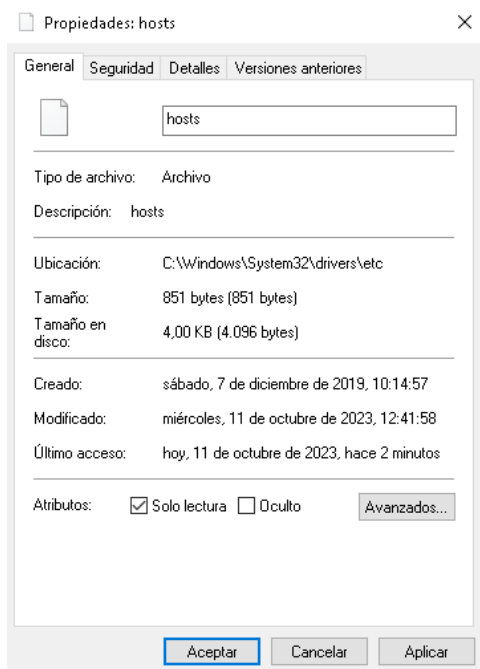 Propiedades: hosts
General Seguridad Detalles Versiones anteriores
hosts
Tipo de archivo: Archivo
Descripción: hosts
Ubicación: C:\Windows\System32\drivers\etc
Tamaño: 851 bytes (851 bytes)
Tamaño en
disco: 4,00 KB (4.096 bytes)
Creado: sábado, 7 de diciembre de 2019, 10:14:57
Modificado: miércoles, 11 de octubre de 2023, 12:41:58
Último acceso: hoy, 11 de octubre de 2023, hace 2 minutos
Atributos: Solo lectura Oculto Avanzados...
Aceptar Cancelar Aplicar